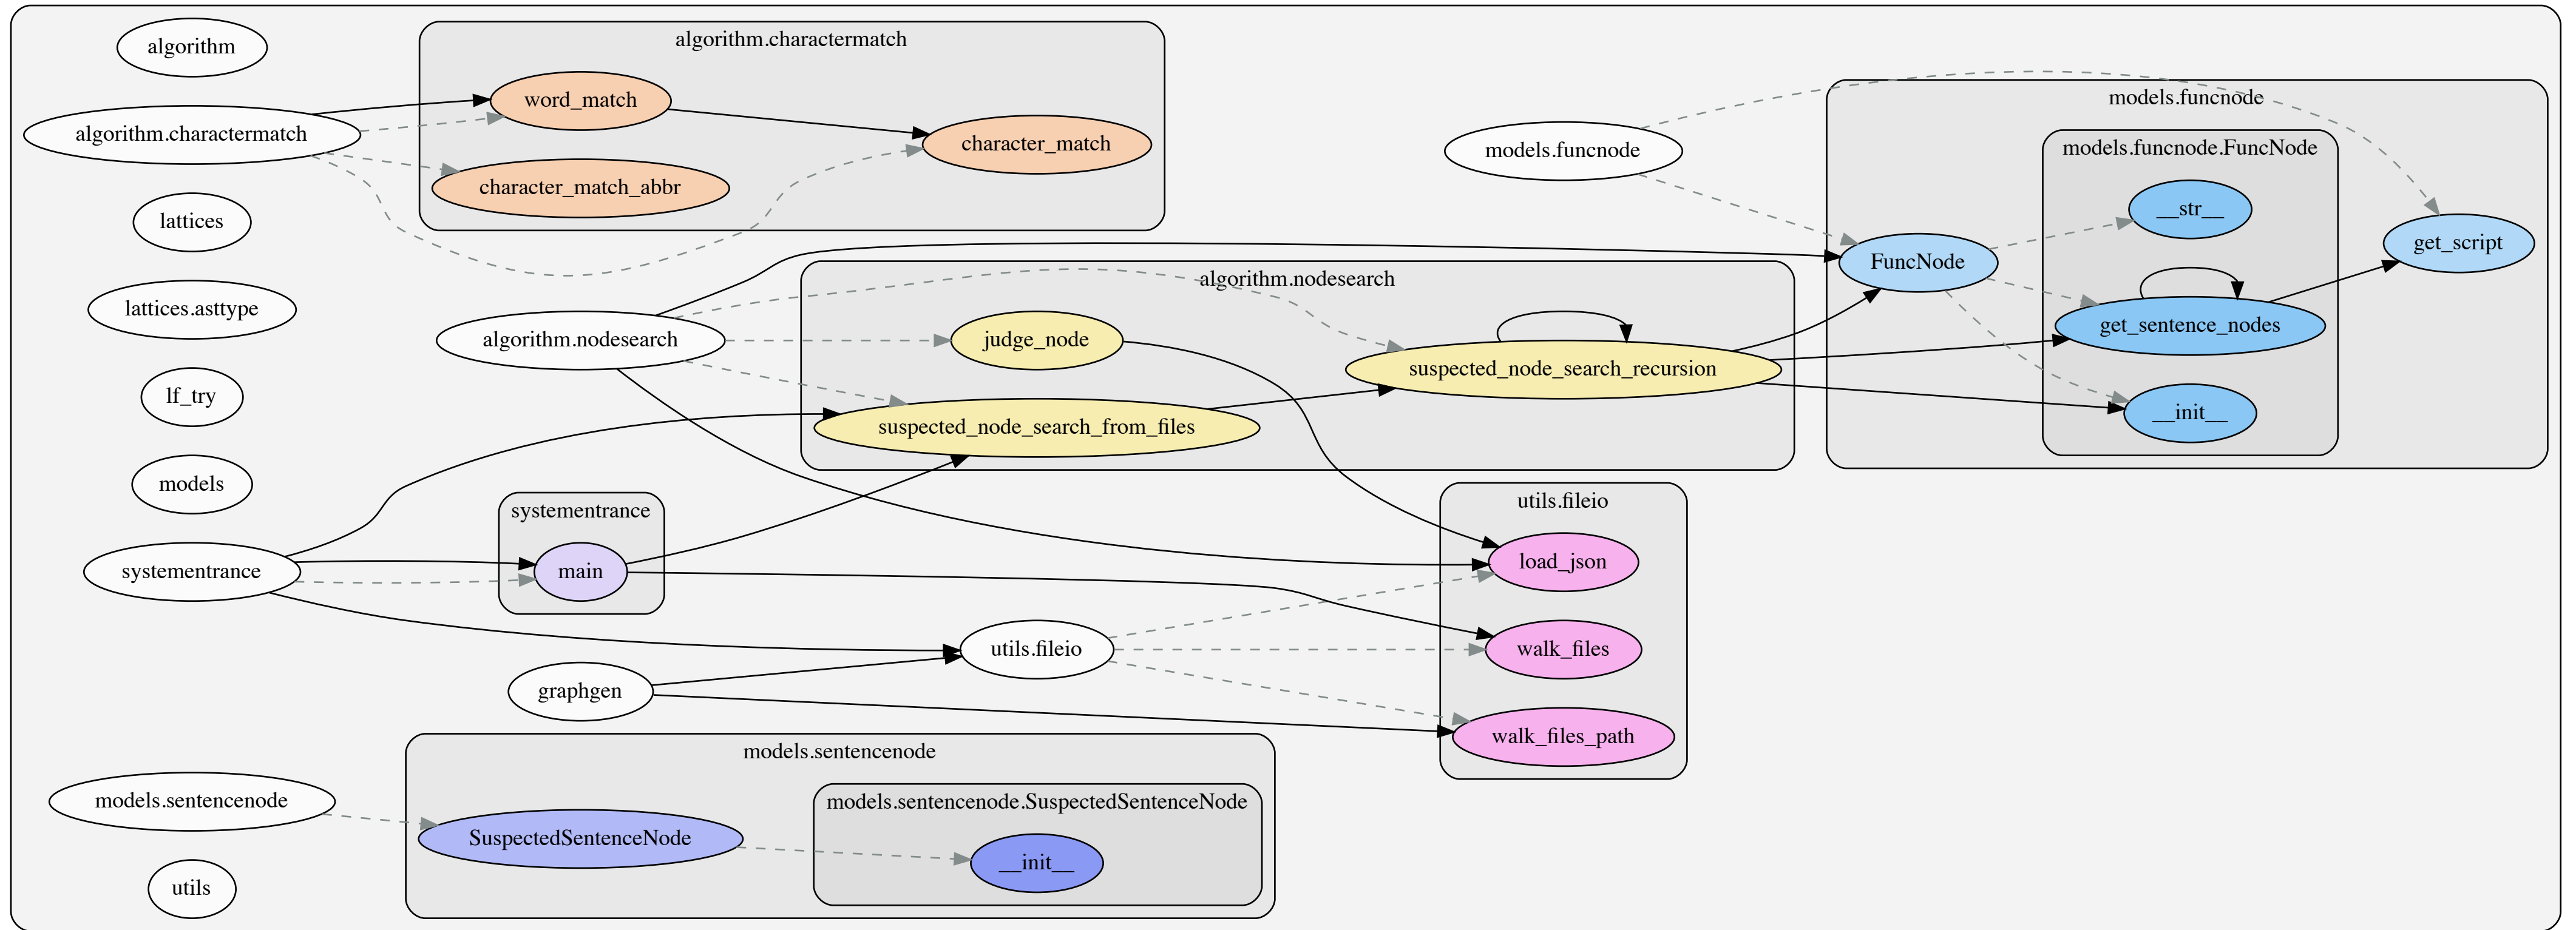 algorithm
algorithm.charactermatch
lattices
lattices.asttype
lf_try
models
systementrance
models.sentencenode
utils
algorithm.charactermatch
word_match
character_match_abbr
character_match
algorithm.nodesearch
algorithm.nodesearch
judge_node
suspected_node_search_from_files
suspected_node_search_recursion
systementrance
main
graphgen
utils.fileio
utils.fileio
load_json
walk_files
walk_files_path
models.sentencenode
SuspectedSentenceNode
models.sentencenode.SuspectedSentenceNode
__init__
models.funcnode
models.funcnode
FuncNode
models.funcnode.FuncNode
__str__
get_sentence_nodes
__init__
get_script